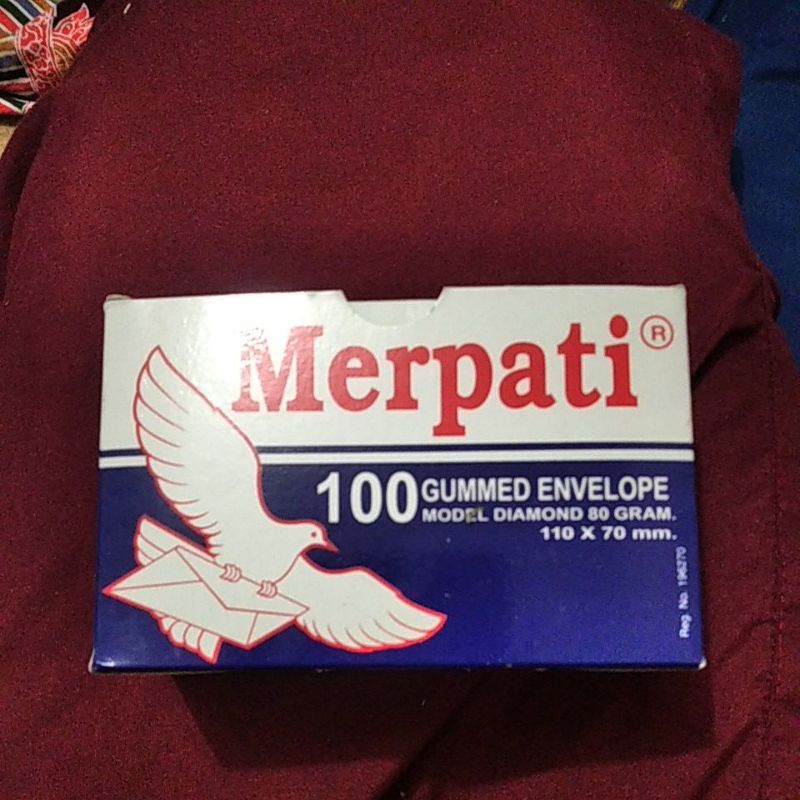 Merpati ®
100 GUMMED ENVELOPE
MODEL DIAMOND 80 GRAM.
110 X 70 mm.
Reg. No. 196270